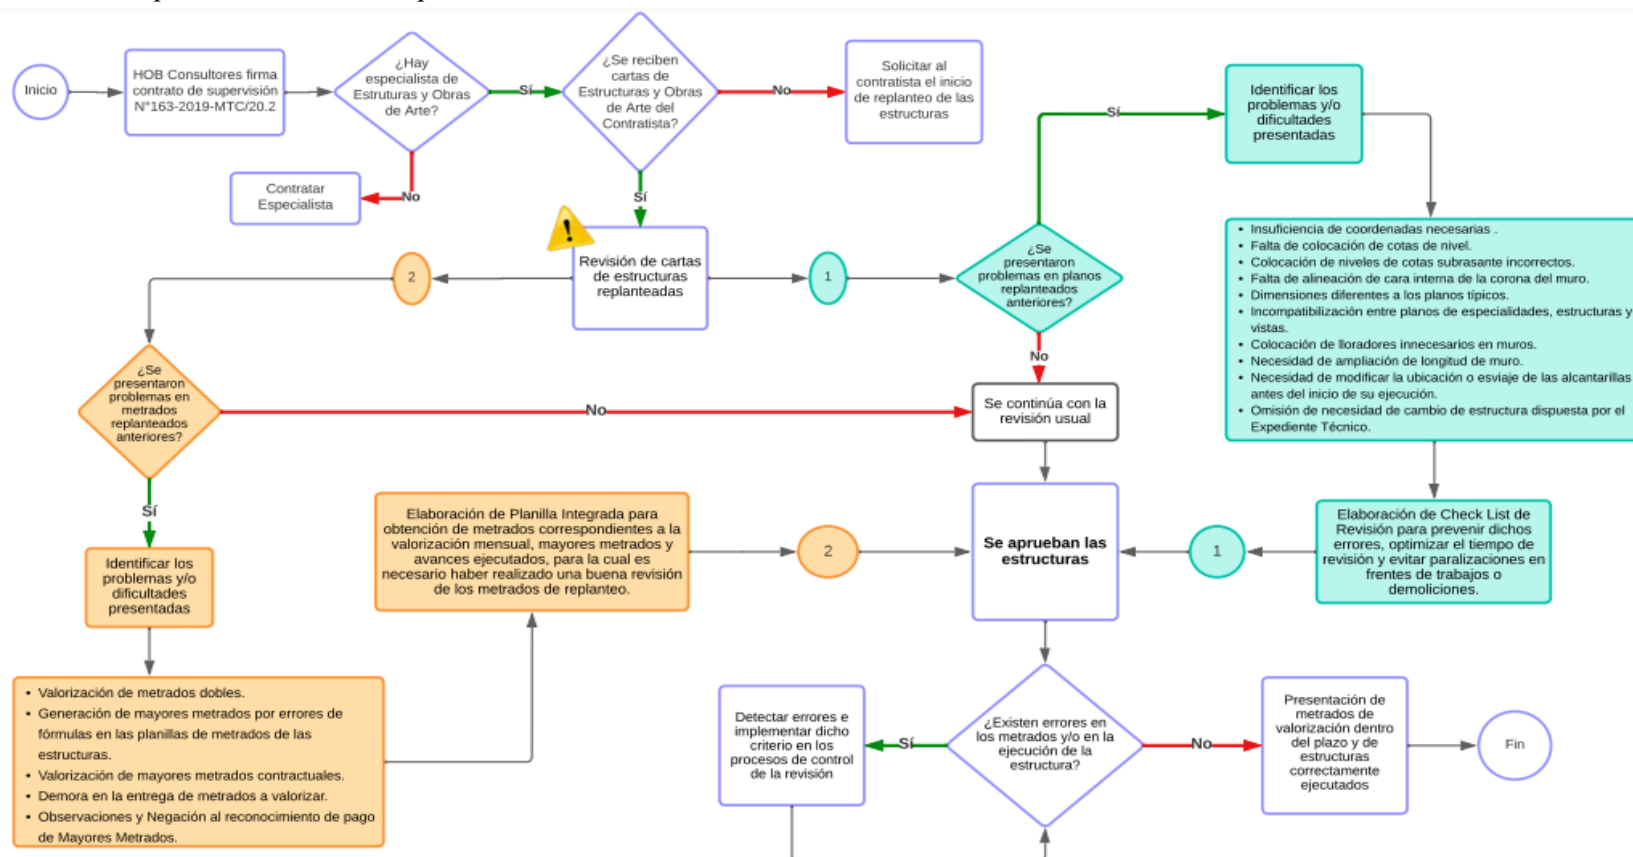 Inicio
HOB Consultores firma
contrato de supervisión
N°163-2019-MTC/20.2
¿Hay
especialista de
Estruturas y Obras
de Arte?
Sí
No
Contratar
Especialista
¿Se reciben
cartas de
Estructuras y Obras
de Arte del
Contratista?
No
Solicitar al
contratista el inicio
de replanteo de las
estructuras
Sí
Revisión de cartas
de estructuras
replanteadas
2
1
¿Se
presentaron
problemas en planos
replanteados
anteriores?
Sí
Identificar los
problemas y/o
dificultades
presentadas
• Insuficiencia de coordenadas necesarias .
• Falta de colocación de cotas de nivel.
• Colocación de niveles de cotas subrasante incorrectos.
• Falta de alineación de cara interna de la corona del muro.
• Dimensiones diferentes a los planos típicos.
• Incompatibilización entre planos de especialidades, estructuras y
vistas.
• Colocación de lloradores innecesarios en muros.
• Necesidad de ampliación de longitud de muro.
• Necesidad de modificar la ubicación o esviaje de las alcantarillas
antes del inicio de su ejecución.
• Omisión de necesidad de cambio de estructura dispuesta por el
Expediente Técnico.
No
Se continúa con la
revisión usual
¿Se
presentaron
problemas en
metrados
replanteados
anteriores?
No
Sí
Identificar los
problemas y/o
dificultades
presentadas
Elaboración de Planilla Integrada para
obtención de metrados correspondientes a la
valorización mensual, mayores metrados y
avances ejecutados, para la cual es
necesario haber realizado una buena revisión
de los metrados de replanteo.
2
Se aprueban las
estructuras
1
Elaboración de Check List de
Revisión para prevenir dichos
errores, optimizar el tiempo de
revisión y evitar paralizaciones en
frentes de trabajos o
demoliciones.
• Valorización de metrados dobles.
• Generación de mayores metrados por errores de
fórmulas en las planillas de metrados de las
estructuras.
• Valorización de mayores metrados contractuales.
• Demora en la entrega de metrados a valorizar.
• Observaciones y Negación al reconocimiento de pago
de Mayores Metrados.
Detectar errores e
implementar dicho
criterio en los
procesos de control
de la revisión
Sí
¿Existen errores en
los metrados y/o en la
ejecución de la
estructura?
No
Presentación de
metrados de
valorización dentro
del plazo y de
estructuras
correctamente
ejecutados
Fin